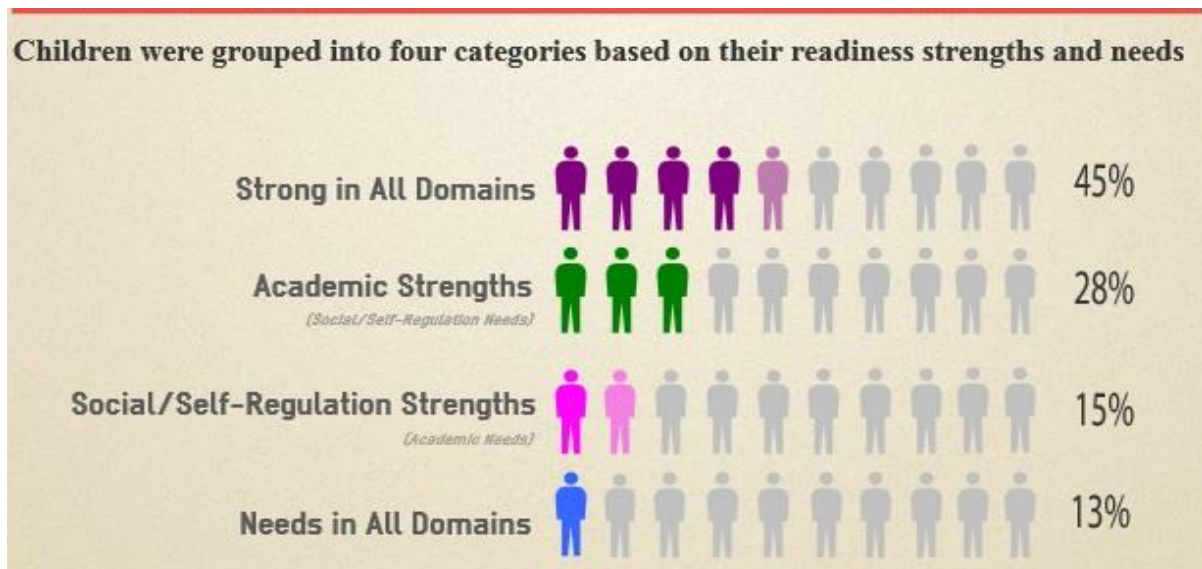 Children were grouped into four categories based on their readiness strengths and needs
Strong in All Domains 45%
Academic Strengths 28%
(Social/Self-Regulation Needs)
Social/Self-Regulation Strengths 15%
(Academic Needs)
Needs in All Domains 13%